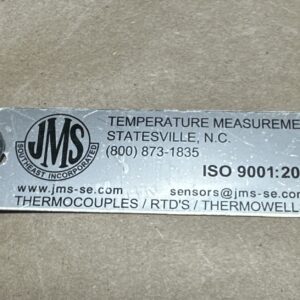 JMS
SOUTHEAST INCORPORATED
TEMPERATURE MEASUREME
STATESVILLE, N.C.
(800) 873-1835
ISO 9001:20
www.jms-se.com sensors@jms-se.co
THERMOCOUPLES / RTD'S / THERMOWELL